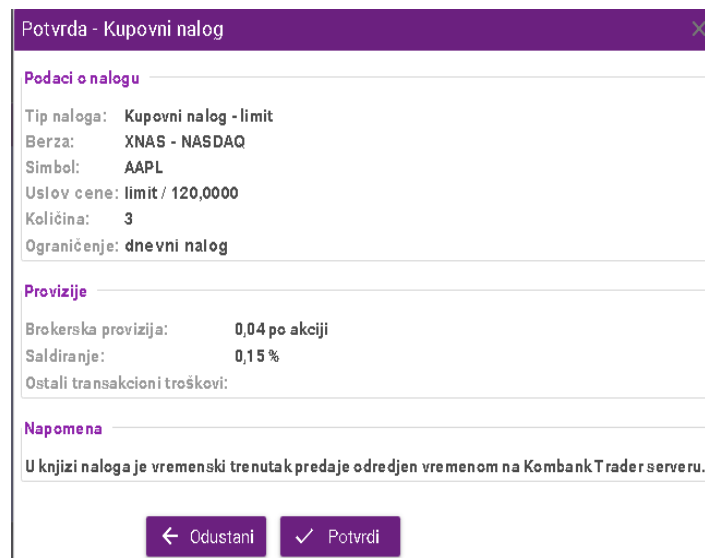 Potvrda - Kupovni nalog
Podaci o nalogu
Tip naloga: Kupovni nalog - limit
Berza: XNAS - NASDAQ
Simbol: AAPL
Uslov cene: limit / 120,0000
Količina: 3
Ograničenje: dnevni nalog
Provizije
Brokerska provizija: 0,04 po akciji
Saldiranje: 0,15 %
Ostali transakcioni troškovi:
Napomena
U knjizi naloga je vremenski trenutak predaje odredjen vremenom na Kombank Trader serveru.
Odustani Potvrdi